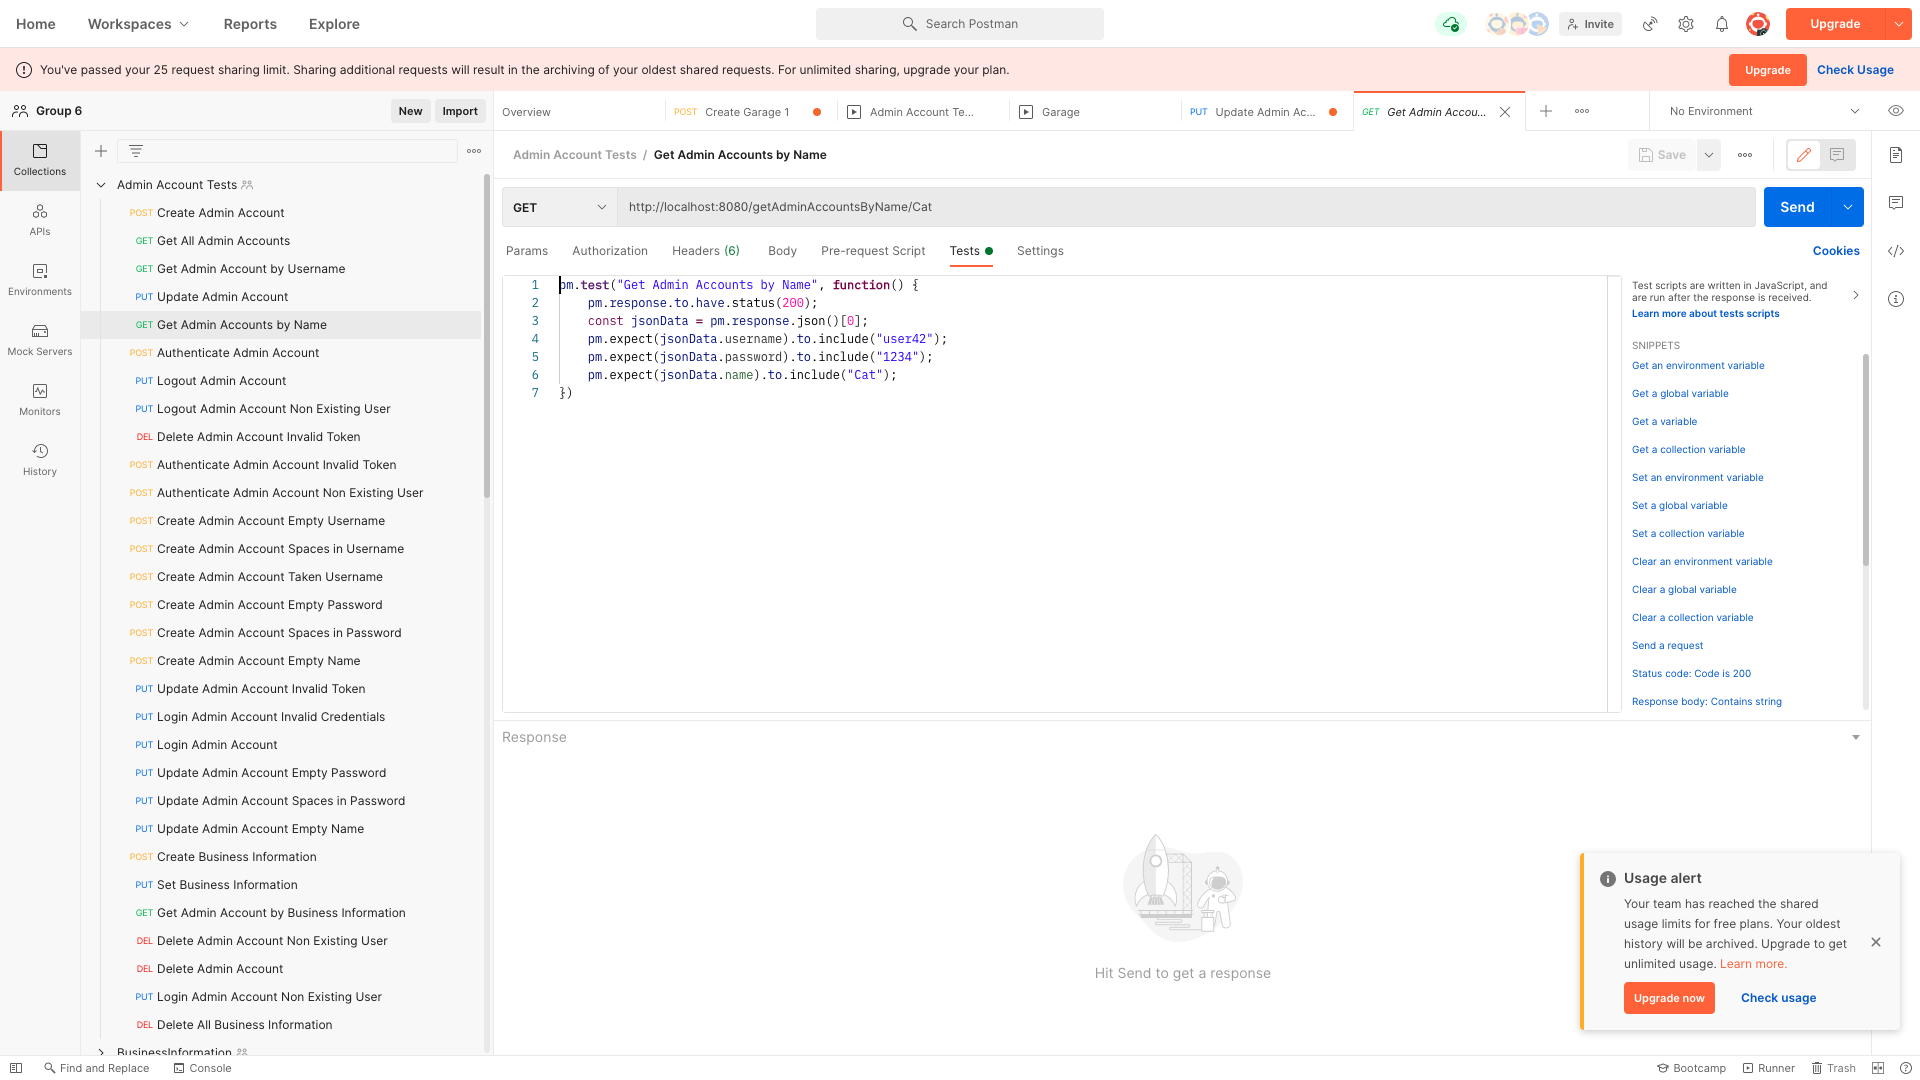 Home
Workspaces
Reports
Explore
Search Postman
Invite
Upgrade
You've passed your 25 request sharing limit. Sharing additional requests will result in the archiving of your oldest shared requests. For unlimited sharing, upgrade your plan.
Upgrade
Check Usage
Group 6
New
Import
Overview
POST Create Garage 1
Admin Account Te...
Garage
PUT Update Admin Ac...
GET Get Admin Accou...
No Environment
Collections
APIs
Environments
Mock Servers
Monitors
History
Admin Account Tests
POST Create Admin Account
GET Get All Admin Accounts
GET Get Admin Account by Username
PUT Update Admin Account
GET Get Admin Accounts by Name
POST Authenticate Admin Account
PUT Logout Admin Account
PUT Logout Admin Account Non Existing User
DEL Delete Admin Account Invalid Token
POST Authenticate Admin Account Invalid Token
POST Authenticate Admin Account Non Existing User
POST Create Admin Account Empty Username
POST Create Admin Account Spaces in Username
POST Create Admin Account Taken Username
POST Create Admin Account Empty Password
POST Create Admin Account Spaces in Password
POST Create Admin Account Empty Name
PUT Update Admin Account Invalid Token
PUT Login Admin Account Invalid Credentials
PUT Login Admin Account
PUT Update Admin Account Empty Password
PUT Update Admin Account Spaces in Password
PUT Update Admin Account Empty Name
POST Create Business Information
PUT Set Business Information
GET Get Admin Account by Business Information
DEL Delete Admin Account Non Existing User
DEL Delete Admin Account
PUT Login Admin Account Non Existing User
DEL Delete All Business Information
BusinessInformation
Admin Account Tests / Get Admin Accounts by Name
Save
GET
http://localhost:8080/getAdminAccountsByName/Cat
Send
Params
Authorization
Headers (6)
Body
Pre-request Script
Tests
Settings
Cookies
1 pm.test("Get Admin Accounts by Name", function() {
2 pm.response.to.have.status(200);
3 const jsonData = pm.response.json()[0];
4 pm.expect(jsonData.username).to.include("user42");
5 pm.expect(jsonData.password).to.include("1234");
6 pm.expect(jsonData.name).to.include("Cat");
7 })
Test scripts are written in JavaScript, and
are run after the response is received.
Learn more about tests scripts
SNIPPETS
Get an environment variable
Get a global variable
Get a variable
Get a collection variable
Set an environment variable
Set a global variable
Set a collection variable
Clear an environment variable
Clear a global variable
Clear a collection variable
Send a request
Status code: Code is 200
Response body: Contains string
Response
Hit Send to get a response
Usage alert
Your team has reached the shared
usage limits for free plans. Your oldest
history will be archived. Upgrade to get
unlimited usage. Learn more.
Upgrade now
Check usage
Find and Replace
Console
Bootcamp
Runner
Trash